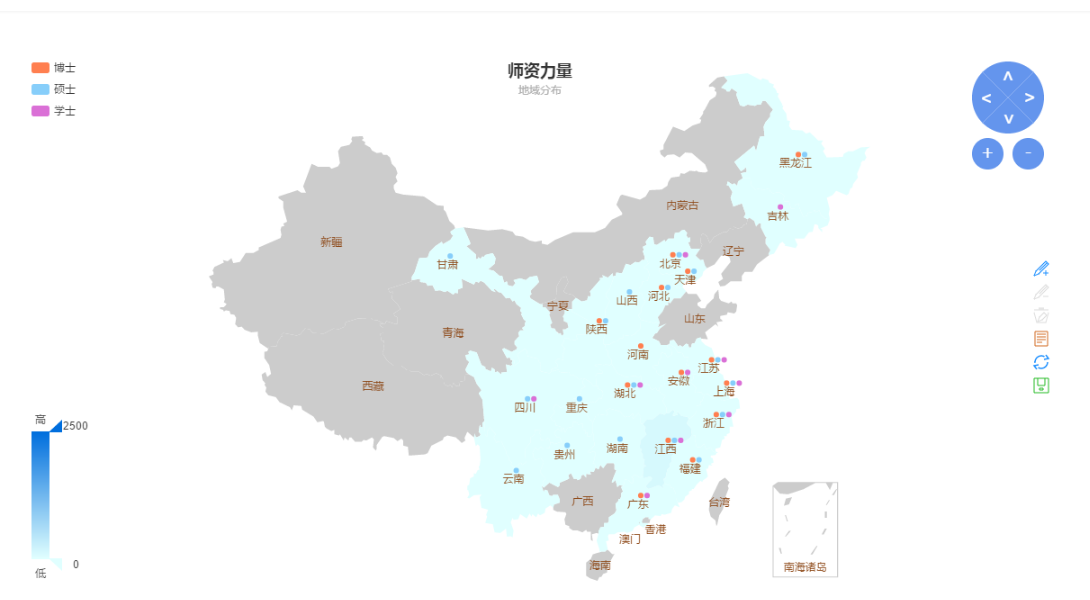 师资力量
地域分布
博士
硕士
学士
+
-
黑龙江
内蒙古
吉林
新疆
辽宁
甘肃
北京
天津
河北
山西
宁夏
山东
陕西
青海
河南
江苏
安徽
西藏
上海
湖北
四川
重庆
浙江
高
2500
江西
湖南
贵州
福建
云南
广西
广东
台湾
香港
澳门
海南
南海诸岛
0
低